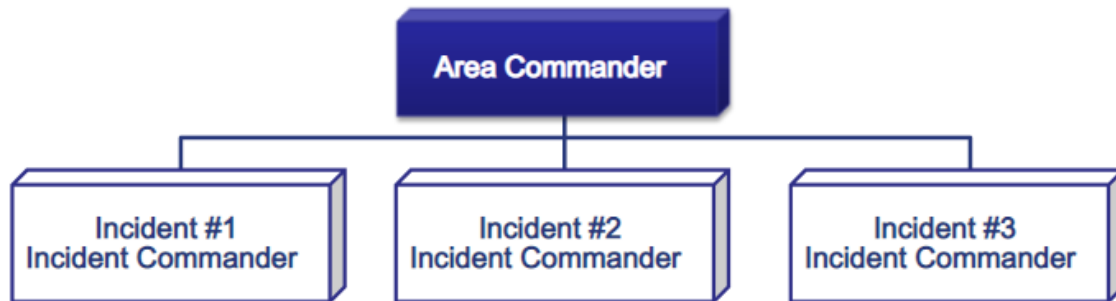 Area Commander
Incident #1
Incident Commander
Incident #2
Incident Commander
Incident #3
Incident Commander